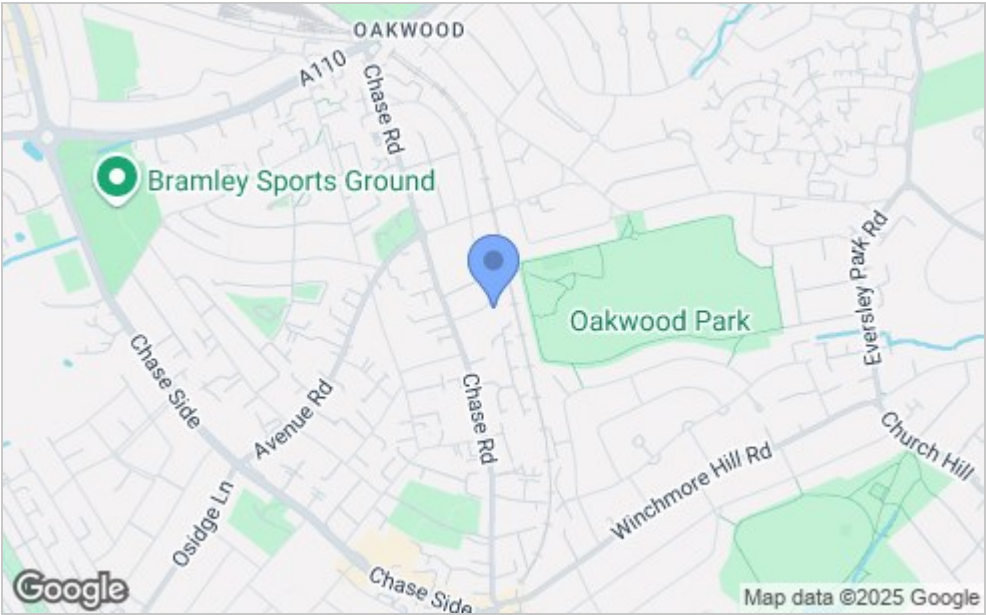 OAKWOOD
A110
Chase Rd
Bramley Sports Ground
Eversley Park Rd
Oakwood Park
Chase Side
Avenue Rd
Chase Rd
Church Hill
Winchmore Hill Rd
Osidge Ln
Chase Side
Google
Map data ©2025 Google